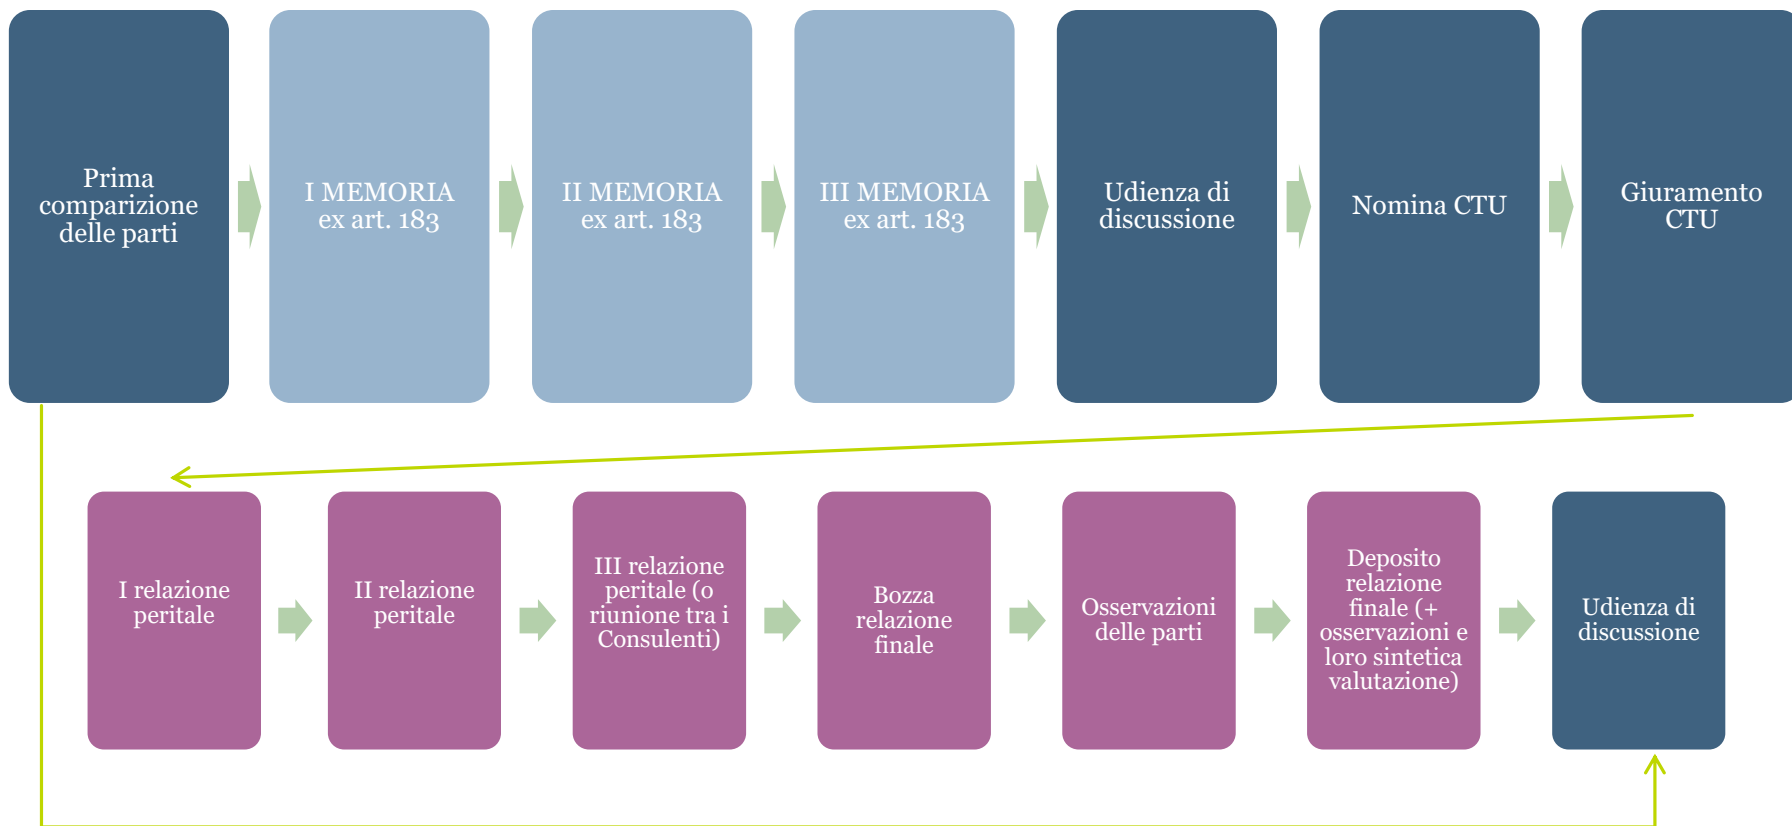 Prima
comparizione
delle parti
I MEMORIA
ex art. 183
II MEMORIA
ex art. 183
III MEMORIA
ex art. 183
Udienza di
discussione
Nomina CTU
Giuramento
CTU
I relazione
peritale
II relazione
peritale
III relazione
peritale (o
riunione tra i
Consulenti)
Bozza
relazione
finale
Osservazioni
delle parti
Deposito
relazione
finale (+
osservazioni e
loro sintetica
valutazione)
Udienza di
discussione